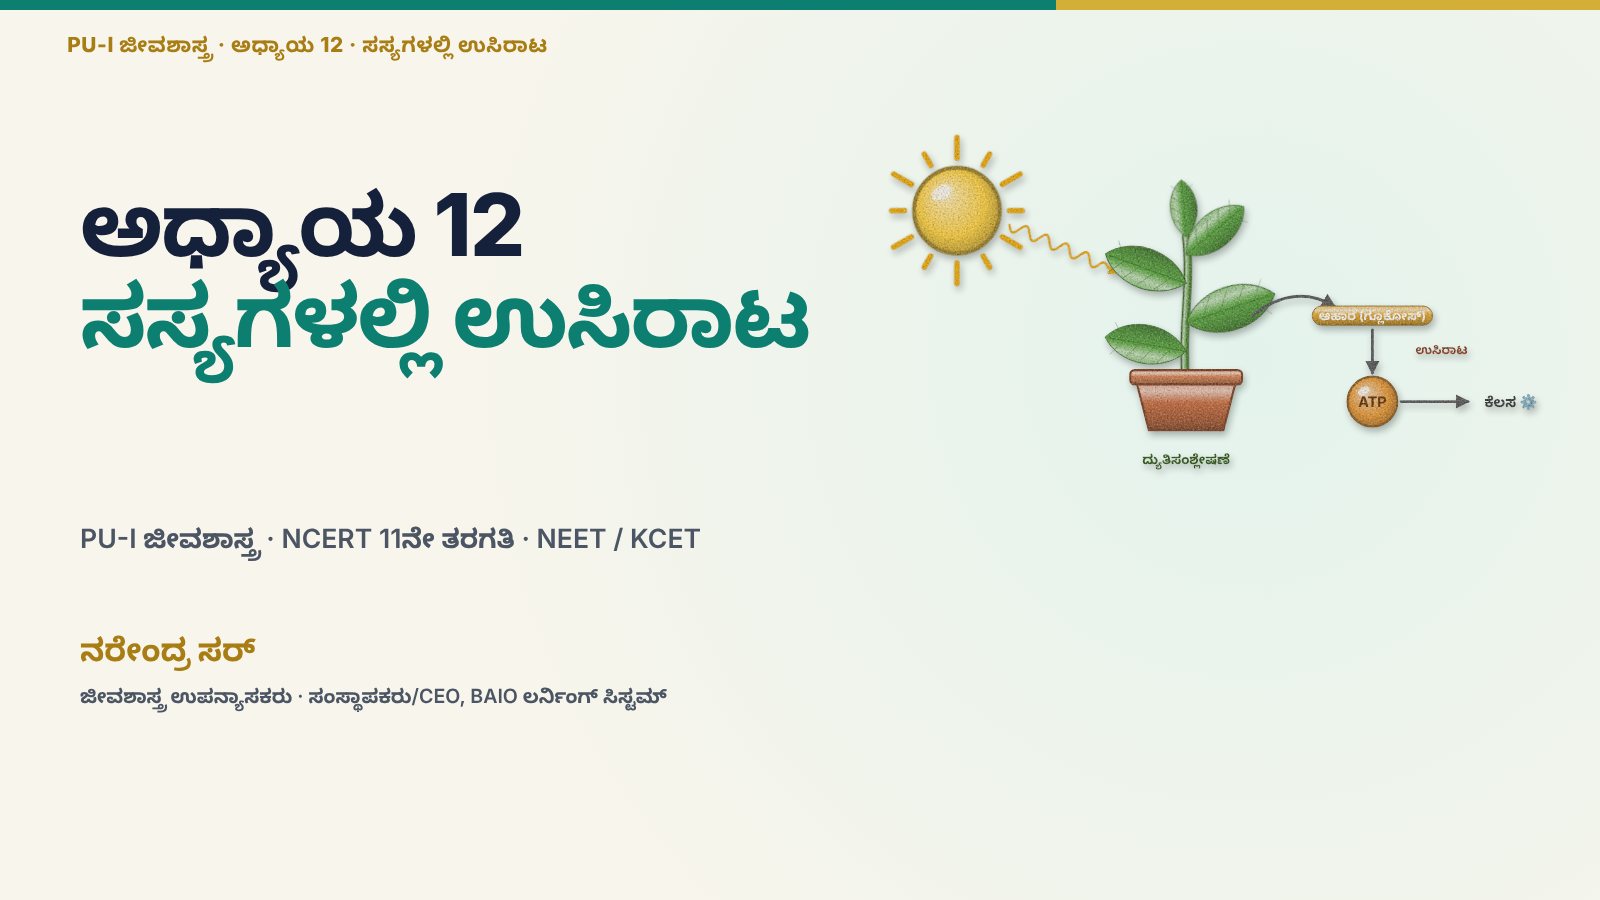 PU-I ಜೀವಶಾಸ್ತ್ರ · ಅಧ್ಯಾಯ 12 · ಸಸ್ಯಗಳಲ್ಲಿ ಉಸಿರಾಟ
ಅಧ್ಯಾಯ 12
ಸಸ್ಯಗಳಲ್ಲಿ ಉಸಿರಾಟ
ಆಹಾರ (ಗ್ಲೂಕೋಸ್)
ಉಸಿರಾಟ
ATP
ಕೆಲಸ
ದ್ಯುತಿಸಂಶ್ಲೇಷಣೆ
PU-I ಜೀವಶಾಸ್ತ್ರ · NCERT 11ನೇ ತರಗತಿ · NEET / KCET
ನರೇಂದ್ರ ಸರ್
ಜೀವಶಾಸ್ತ್ರ ಉಪನ್ಯಾಸಕರು · ಸಂಸ್ಥಾಪಕರು/CEO, BAIO ಲರ್ನಿಂಗ್ ಸಿಸ್ಟಮ್